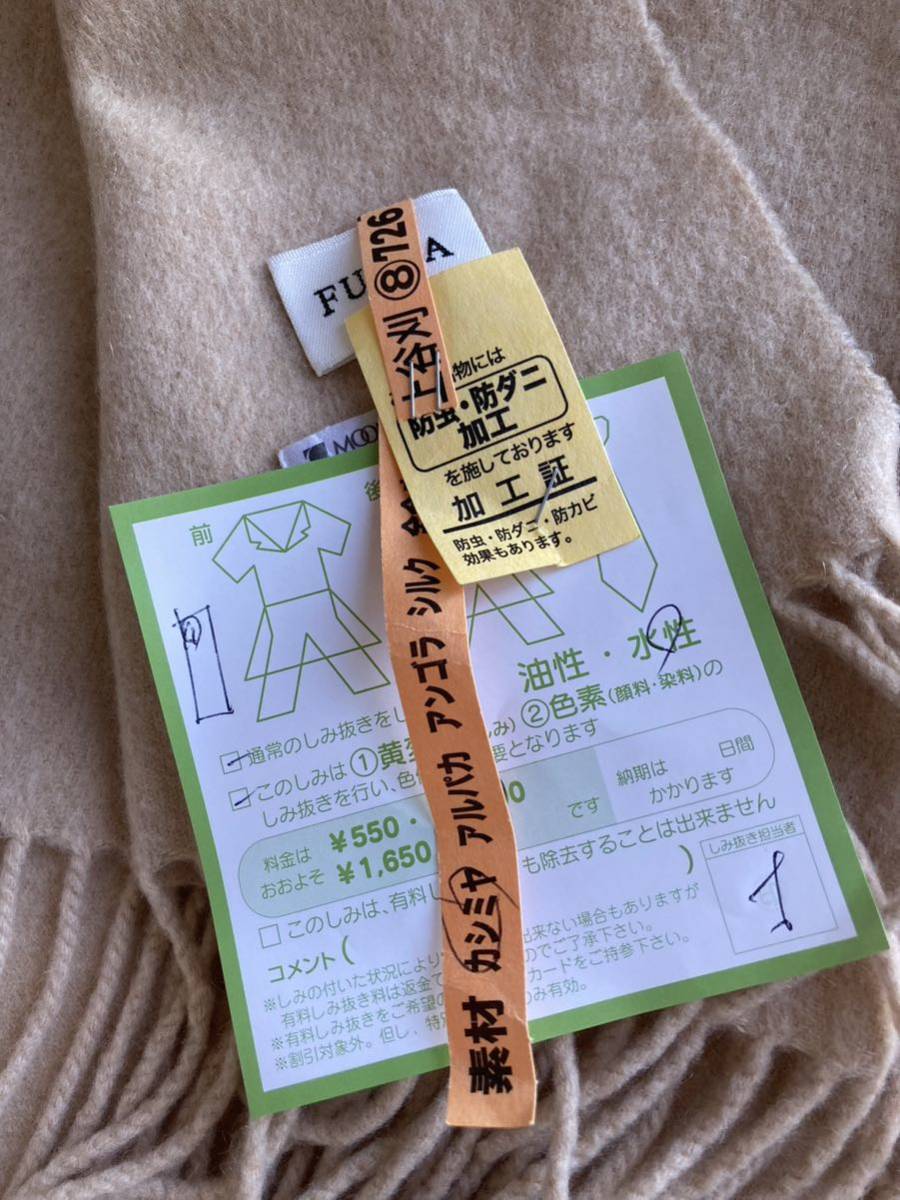 FU
A
上谷刈⑧726
物には
防虫・防ダニ
加工
を施しております
加工証
防虫・防ダニ・防カビ
効果もあります。
MOO
素材 カシミヤ アルパカ アンゴラ シルク
前
後
油性・水性
通常のしみ抜きをし
このしみは①黄
み)②色素(顔料・染料)の
しみ抜きを行い、色
要となります
料金は
おおよそ
¥550・
00
¥1,650
です
納期は
日間
かかります
このしみは、有料し
も除去することは出来ません
コメント(
)
しみ抜き担当者
※しみの付いた状況により
出来ない場合もありますが
有料しみ抜き料は返金て
のでご了承下さい。
※有料しみ抜きをご希望の
カードをご持参下さい。
※割引対象外。但し、特
のみ有効。